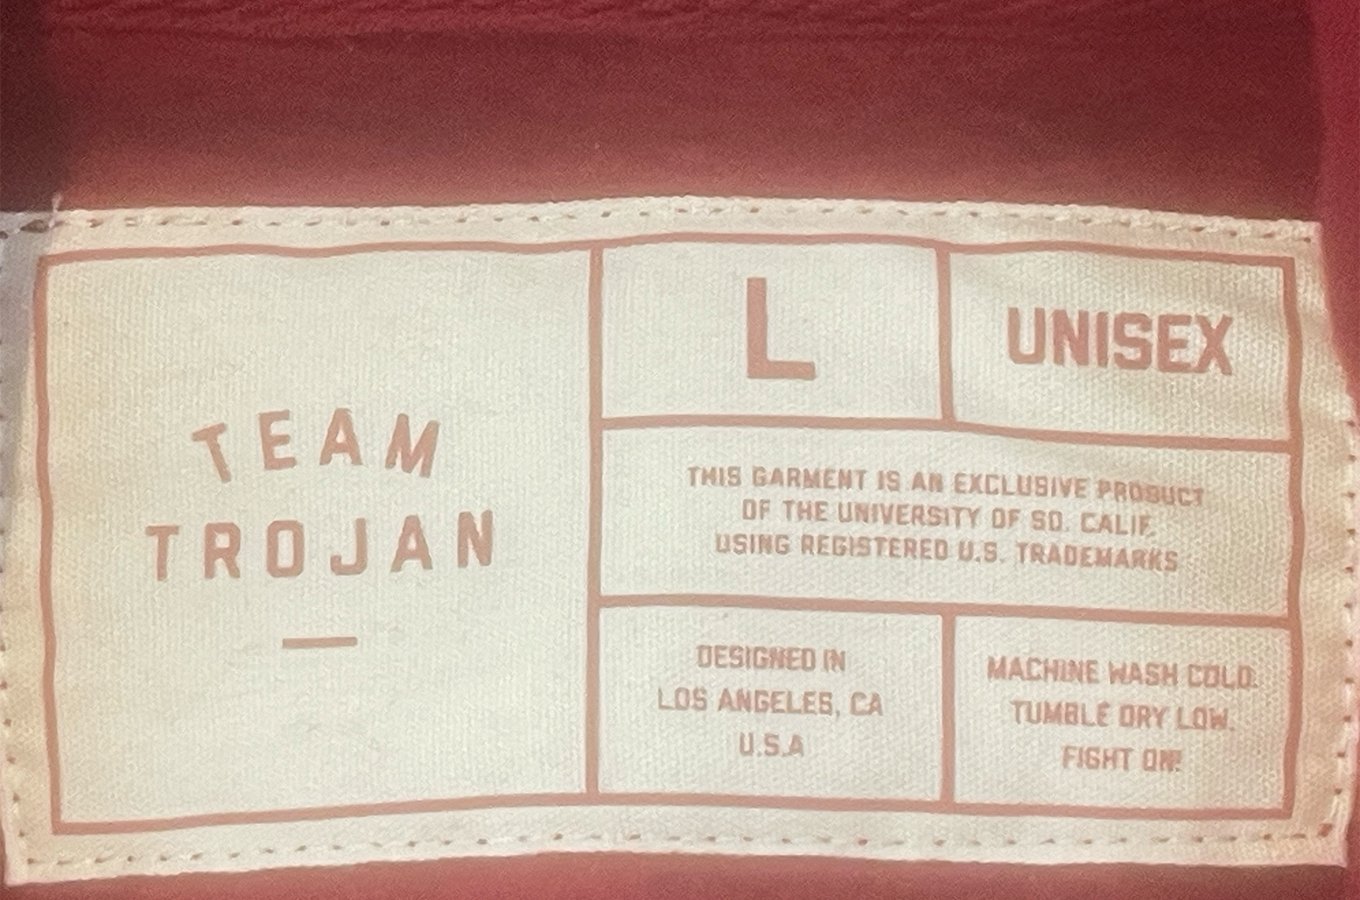 TEAM
TROJAN
L
UNISEX
THIS GARMENT IS AN EXCLUSIVE PRODUCT
OF THE UNIVERSITY OF SO. CALIF.
USING REGISTERED U.S. TRADEMARKS
DESIGNED IN
LOS ANGELES, CA
U.S.A
MACHINE WASH COLD.
TUMBLE DRY LOW.
FIGHT ON!